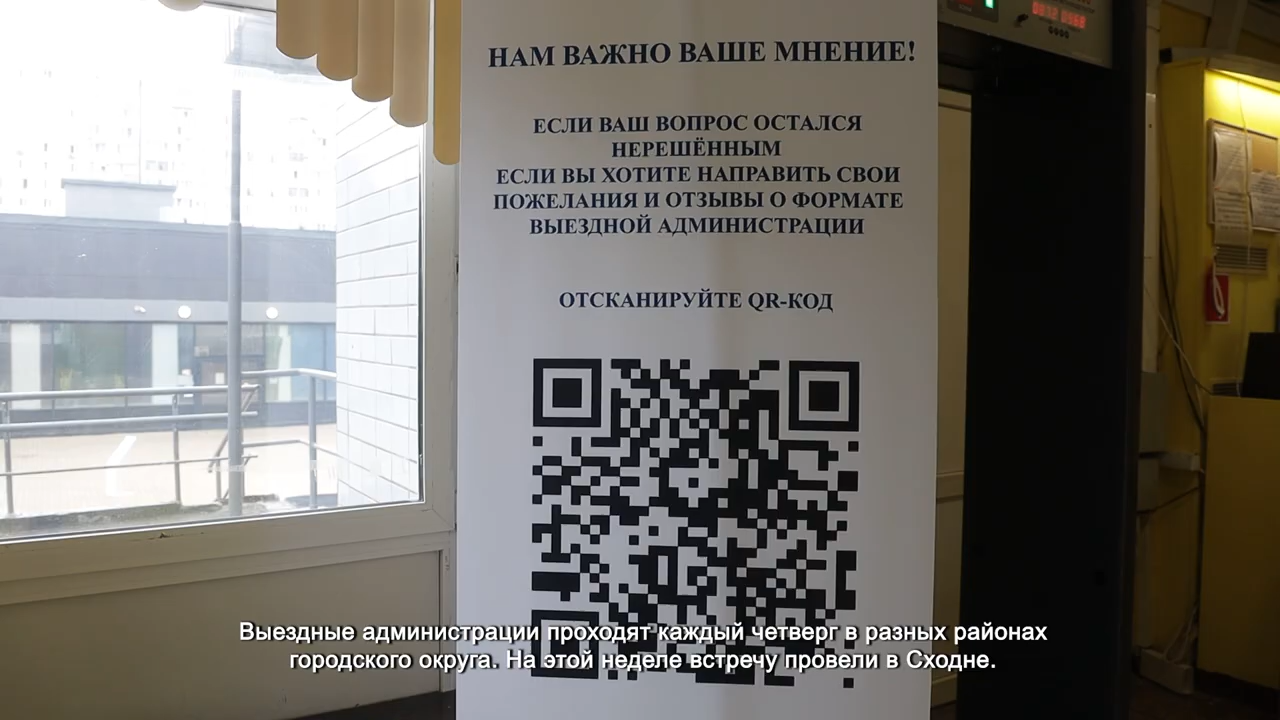 НАМ ВАЖНО ВАШЕ МНЕНИЕ!
ЕСЛИ ВАШ ВОПРОС ОСТАЛСЯ
НЕРЕШЁННЫМ
ЕСЛИ ВЫ ХОТИТЕ НАПРАВИТЬ СВОИ
ПОЖЕЛАНИЯ И ОТЗЫВЫ О ФОРМАТЕ
ВЫЕЗДНОЙ АДМИНИСТРАЦИИ
ОТСКАНИРУЙТЕ QR-КОД
Выездные администрации проходят каждый четверг в разных районах
городского округа. На этой неделе встречу провели в Сходне.